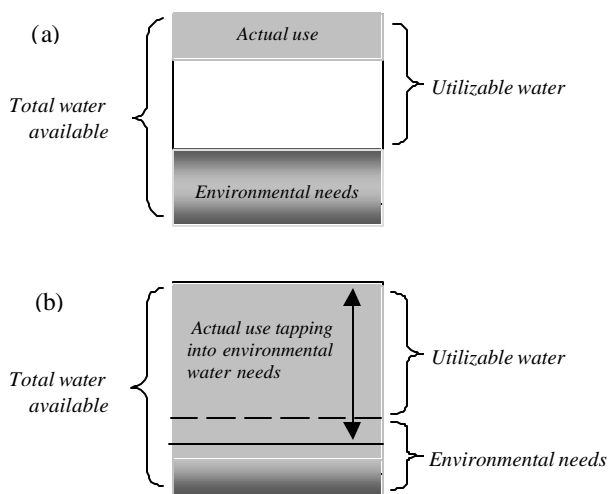 (a)
Actual use
Total water
available
Utilizable water
Environmental needs
(b)
Actual use tapping
into environmental
water needs
Total water
available
Utilizable water
Environmental needs